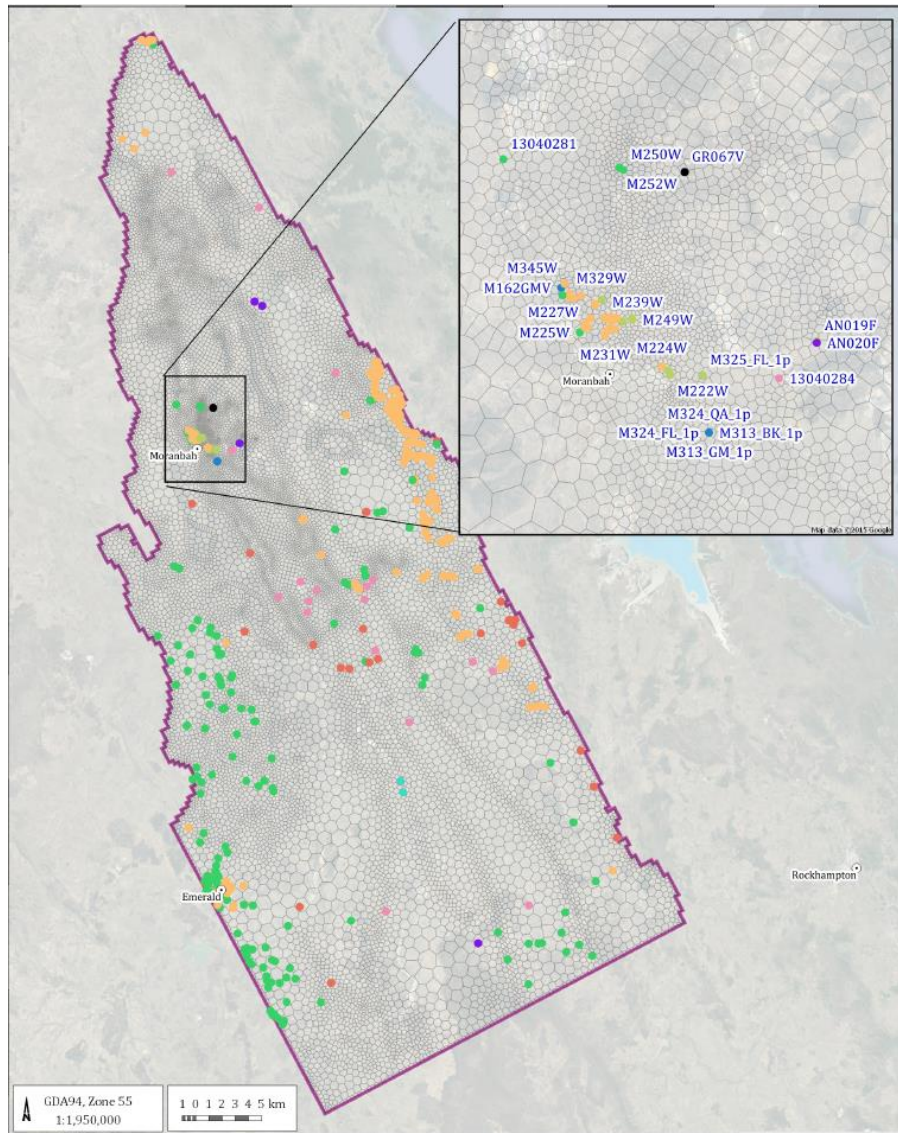 13040281
M250W
GR067V
M252W
M345W
M329W
M162GMV
M239W
M227W
M249W
M225W
AN019F
M231W
M224W
M325_FL_1p
AN020F
Moranbah
M222W
13040284
M324_QA_1p
M324_FL_1p
M313_BK_1p
M313_GM_1p
Map data ©2015 Google
Moranbah
Rockhampton
Emerald
GDA94, Zone 55
1:1,950,000
1 0 1 2 3 4 5 km